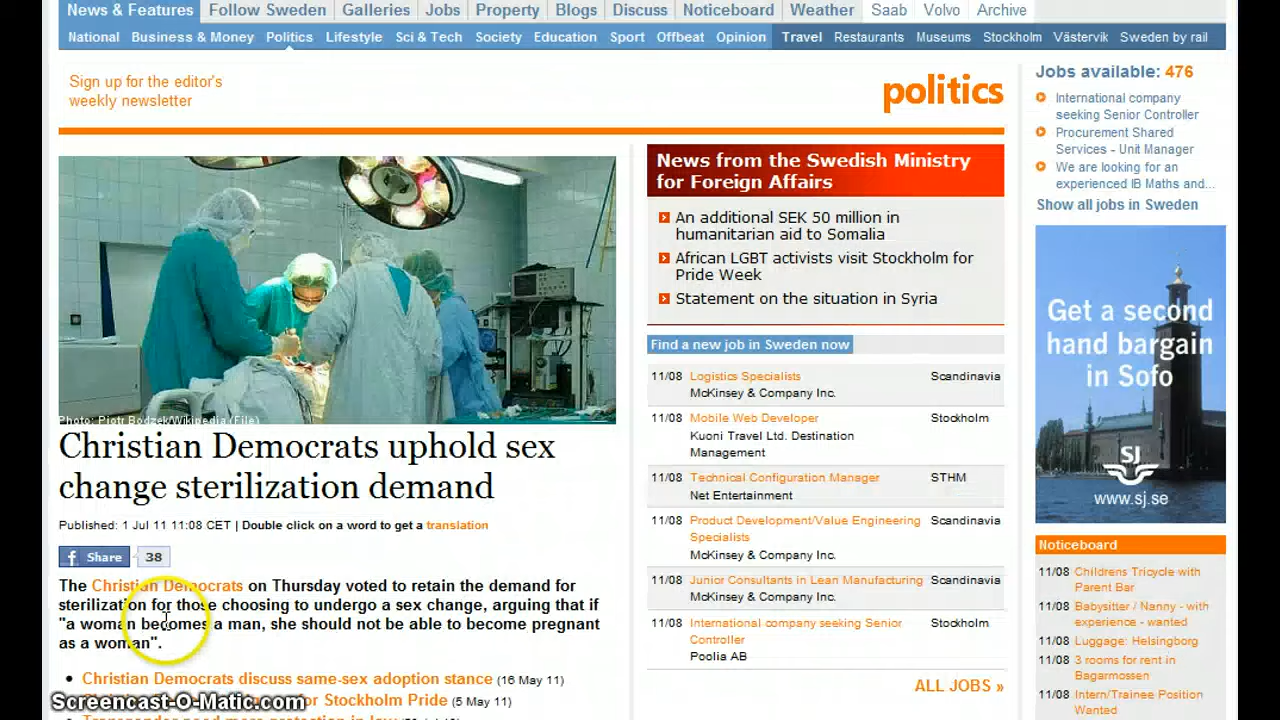 News & Features Follow Sweden Galleries Jobs Property Blogs Discuss Noticeboard Weather Saab Volvo Archive
National Business & Money Politics Lifestyle Sci & Tech Society Education Sport Offbeat Opinion Travel Restaurants Museums Stockholm Västervik Sweden by rail
Sign up for the editor's
weekly newsletter
politics
Photo: Piotr Bodzek/Wikipedia (File)
Christian Democrats uphold sex
change sterilization demand
Published: 1 Jul 11 11:08 CET | Double click on a word to get a translation
Share 38
The Christian Democrats on Thursday voted to retain the demand for
sterilization for those choosing to undergo a sex change, arguing that if
"a woman becomes a man, she should not be able to become pregnant
as a woman".
Christian Democrats discuss same-sex adoption stance (16 May 11)
for Stockholm Pride (5 May 11)
Screencast-O-Matic.com
News from the Swedish Ministry
for Foreign Affairs
An additional SEK 50 million in
humanitarian aid to Somalia
African LGBT activists visit Stockholm for
Pride Week
Statement on the situation in Syria
Find a new job in Sweden now
11/08 Logistics Specialists Scandinavia
McKinsey & Company Inc.
11/08 Mobile Web Developer Stockholm
Kuoni Travel Ltd. Destination
Management
11/08 Technical Configuration Manager STHM
Net Entertainment
11/08 Product Development/Value Engineering Scandinavia
Specialists
McKinsey & Company Inc.
11/08 Junior Consultants in Lean Manufacturing Scandinavia
McKinsey & Company Inc.
11/08 International company seeking Senior Stockholm
Controller
Poolia AB
ALL JOBS »
Jobs available: 476
International company
seeking Senior Controller
Procurement Shared
Services - Unit Manager
We are looking for an
experienced IB Maths and...
Show all jobs in Sweden
Get a second
hand bargain
in Sofo
SJ
www.sj.se
Noticeboard
11/08 Childrens Tricycle with
Parent Bar
11/08 Babysitter / Nanny - with
experience - wanted
11/08 Luggage: Helsingborg
11/08 3 rooms for rent in
Bagarmossen
11/08 Intern/Trainee Position
Wanted